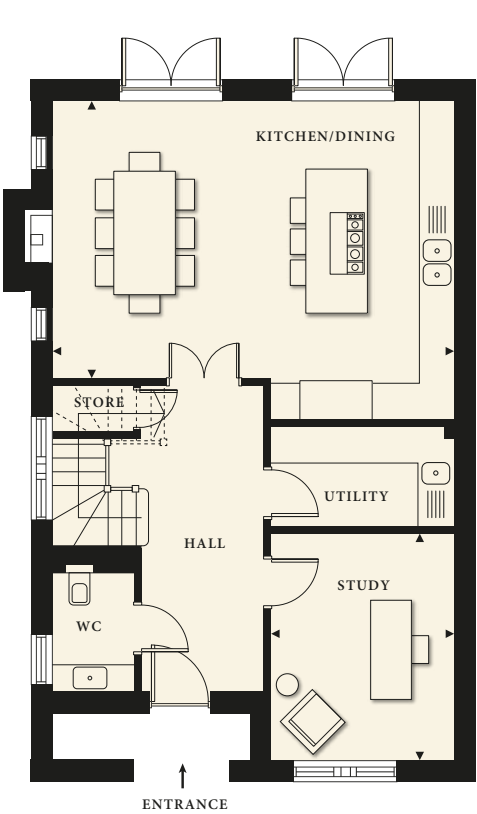 KITCHEN/DINING
STORE
UTILITY
HALL
STUDY
WC
ENTRANCE